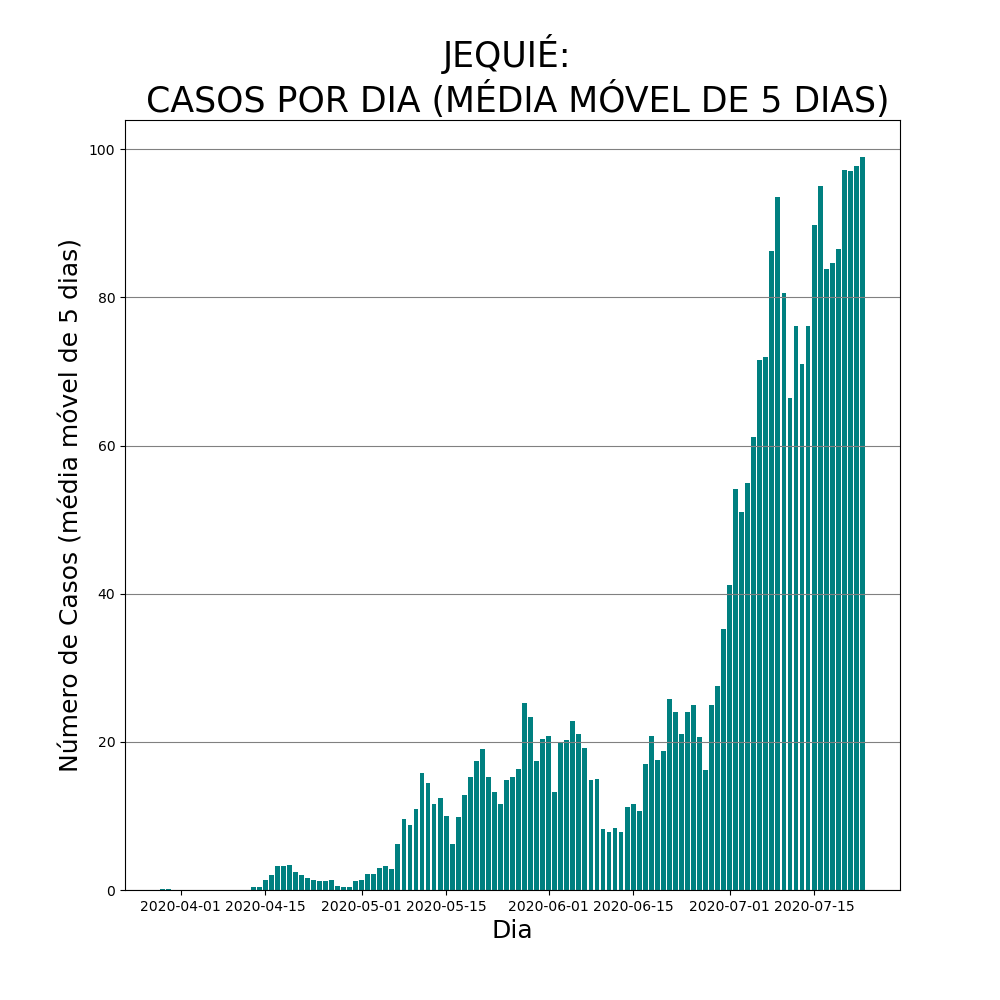 JEQUIÉ:
CASOS POR DIA (MÉDIA MÓVEL DE 5 DIAS)
Número de Casos (média móvel de 5 dias)
100
80
60
40
20
0
2020-04-01 2020-04-15 2020-05-01 2020-05-15 2020-06-01 2020-06-15 2020-07-01 2020-07-15
Dia